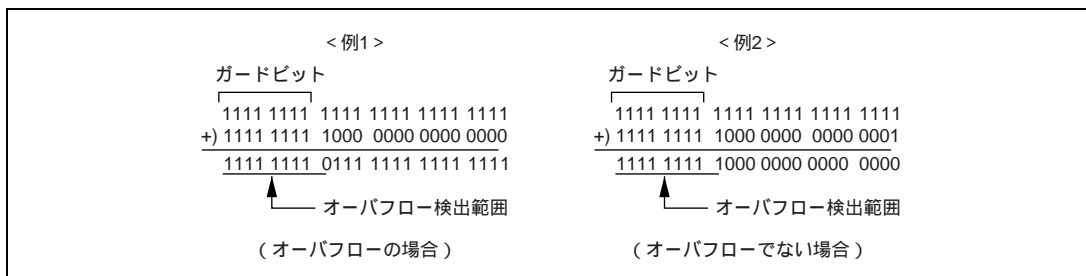 <例1>
ガードビット
1111 1111 1111 1111 1111 1111
+) 1111 1111 1000 0000 0000 0000
1111 1111 0111 1111 1111 1111
オーバフロー検出範囲
(オーバフローの場合)
<例2>
ガードビット
1111 1111 1111 1111 1111 1111
+) 1111 1111 1000 0000 0000 0001
1111 1111 1000 0000 0000 0000
オーバフロー検出範囲
(オーバフローでない場合)